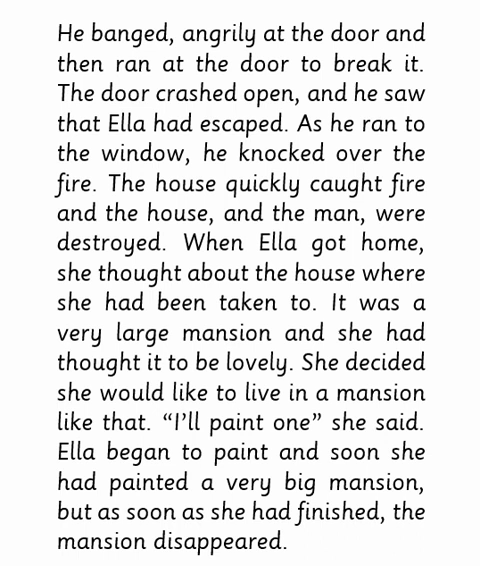 He banged, angrily at the door and
then ran at the door to break it.
The door crashed open, and he saw
that Ella had escaped. As he ran to
the window, he knocked over the
fire. The house quickly caught fire
and the house, and the man, were
destroyed. When Ella got home,
she thought about the house where
she had been taken to. It was a
very large mansion and she had
thought it to be lovely. She decided
she would like to live in a mansion
like that. “I’ll paint one” she said.
Ella began to paint and soon she
had painted a very big mansion,
but as soon as she had finished, the
mansion disappeared.